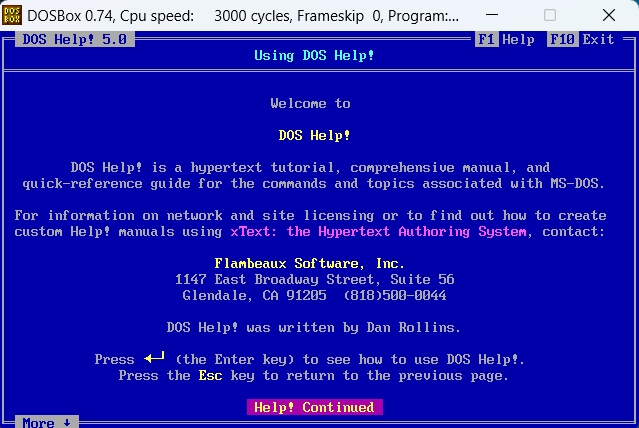 DOSBox 0.74, Cpu speed: 3000 cycles, Frameskip 0, Program:...
DOS Help! 5.0 F1 Help F10 Exit
Using DOS Help!
Welcome to
DOS Help!
DOS Help! is a hypertext tutorial, comprehensive manual, and
quick-reference guide for the commands and topics associated with MS-DOS.
For information on network and site licensing or to find out how to create
custom Help! manuals using xText: the Hypertext Authoring System, contact:
Flambeaux Software, Inc.
1147 East Broadway Street, Suite 56
Glendale, CA 91205 (818)500-0044
DOS Help! was written by Dan Rollins.
Press ←┘ (the Enter key) to see how to use DOS Help!.
Press the Esc key to return to the previous page.
Help! Continued
More ↓